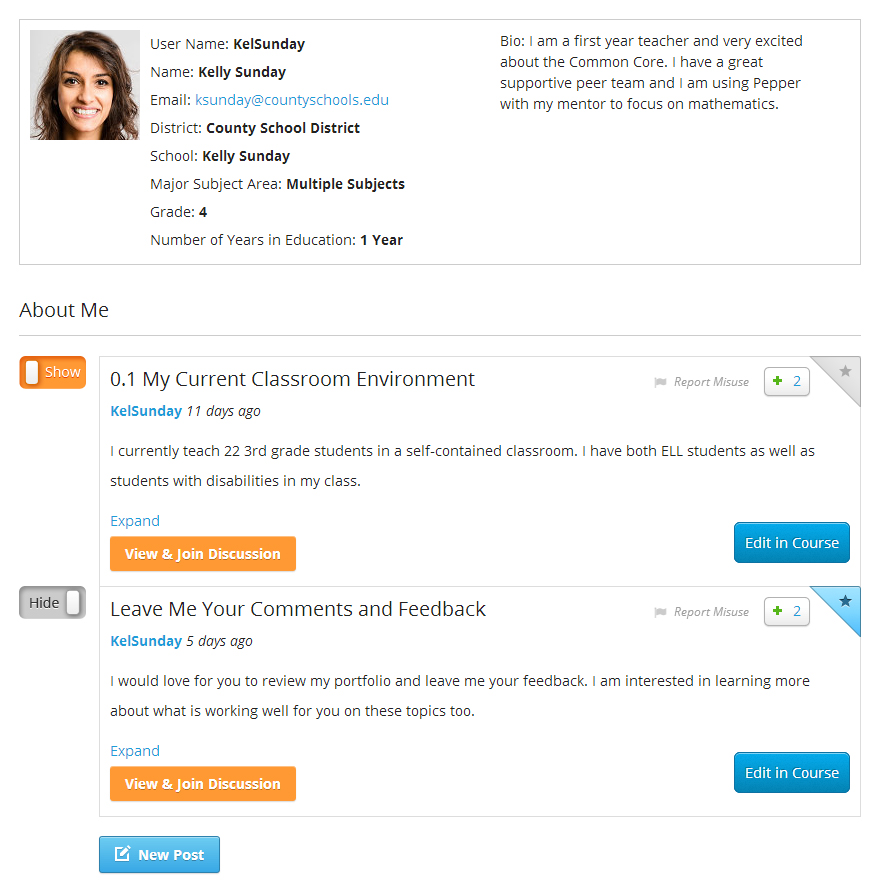 User Name: KelSunday
Name: Kelly Sunday
Email: ksunday@countyschools.edu
District: County School District
School: Kelly Sunday
Major Subject Area: Multiple Subjects
Grade: 4
Number of Years in Education: 1 Year
Bio: I am a first year teacher and very excited
about the Common Core. I have a great
supportive peer team and I am using Pepper
with my mentor to focus on mathematics.
About Me
Show
0.1 My Current Classroom Environment
Report Misuse
+ 2
KelSunday 11 days ago
I currently teach 22 3rd grade students in a self-contained classroom. I have both ELL students as well as
students with disabilities in my class.
Expand
View & Join Discussion
Edit in Course
Hide
Leave Me Your Comments and Feedback
Report Misuse
+ 2
KelSunday 5 days ago
I would love for you to review my portfolio and leave me your feedback. I am interested in learning more
about what is working well for you on these topics too.
Expand
View & Join Discussion
Edit in Course
New Post